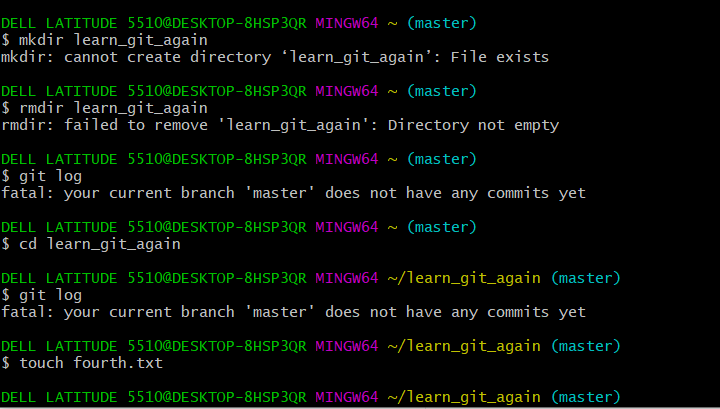 DELL LATITUDE 5510@DESKTOP-8HSP3QR MINGW64 ~ (master)
$ mkdir learn_git_again
mkdir: cannot create directory ‘learn_git_again’: File exists
DELL LATITUDE 5510@DESKTOP-8HSP3QR MINGW64 ~ (master)
$ rmdir learn_git_again
rmdir: failed to remove 'learn_git_again': Directory not empty
DELL LATITUDE 5510@DESKTOP-8HSP3QR MINGW64 ~ (master)
$ git log
fatal: your current branch 'master' does not have any commits yet
DELL LATITUDE 5510@DESKTOP-8HSP3QR MINGW64 ~ (master)
$ cd learn_git_again
DELL LATITUDE 5510@DESKTOP-8HSP3QR MINGW64 ~/learn_git_again (master)
$ git log
fatal: your current branch 'master' does not have any commits yet
DELL LATITUDE 5510@DESKTOP-8HSP3QR MINGW64 ~/learn_git_again (master)
$ touch fourth.txt
DELL LATITUDE 5510@DESKTOP-8HSP3QR MINGW64 ~/learn_git_again (master)